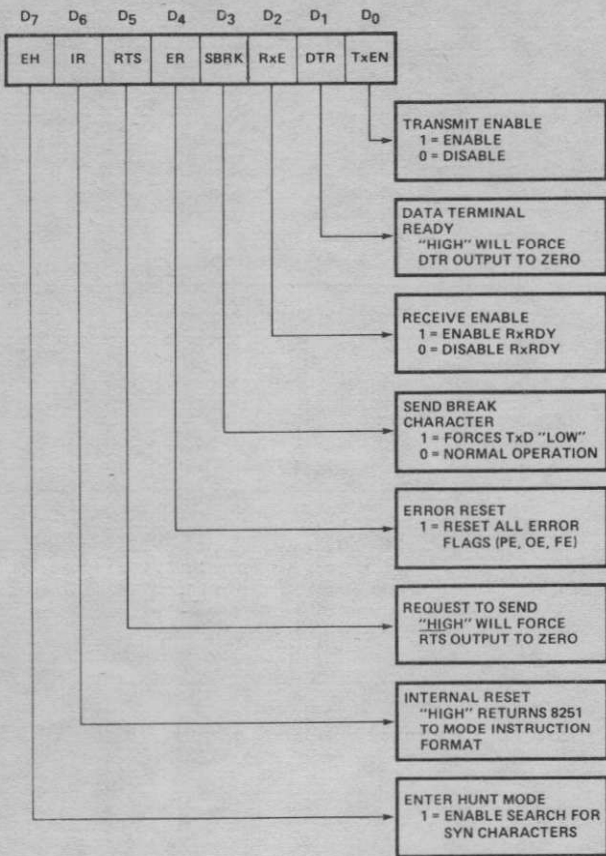 D7 D6 D5 D4 D3 D2 D1 D0
EH IR RTS ER SBRK RxE DTR TxEN
TRANSMIT ENABLE
1 = ENABLE
0 = DISABLE
DATA TERMINAL
READY
"HIGH" WILL FORCE
DTR OUTPUT TO ZERO
RECEIVE ENABLE
1 = ENABLE RxRDY
0 = DISABLE RxRDY
SEND BREAK
CHARACTER
1 = FORCES TxD "LOW"
0 = NORMAL OPERATION
ERROR RESET
1 = RESET ALL ERROR
FLAGS (PE, OE, FE)
REQUEST TO SEND
"HIGH" WILL FORCE
RTS OUTPUT TO ZERO
INTERNAL RESET
"HIGH" RETURNS 8251
TO MODE INSTRUCTION
FORMAT
ENTER HUNT MODE
1 = ENABLE SEARCH FOR
SYN CHARACTERS